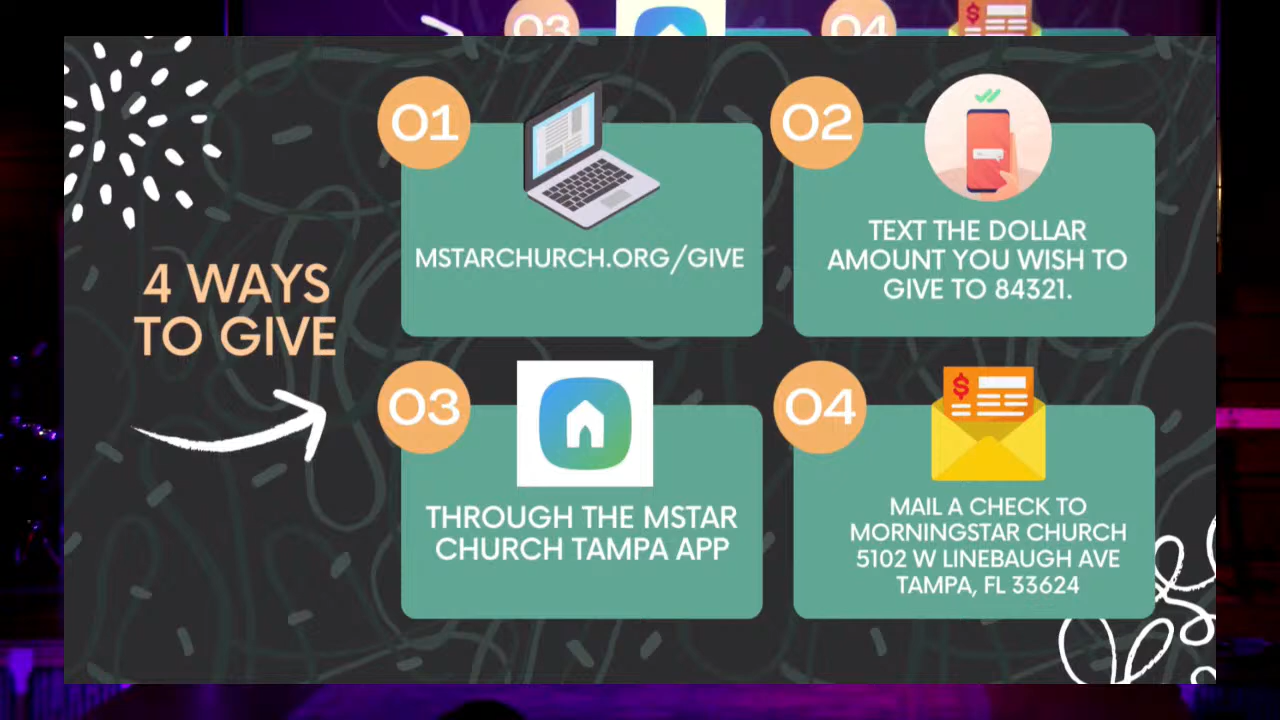 03
04
4 WAYS
TO GIVE
01
MSTARCHURCH.ORG/GIVE
02
TEXT THE DOLLAR
AMOUNT YOU WISH TO
GIVE TO 84321.
03
THROUGH THE MSTAR
CHURCH TAMPA APP
04
MAIL A CHECK TO
MORNINGSTAR CHURCH
5102 W LINEBAUGH AVE
TAMPA, FL 33624